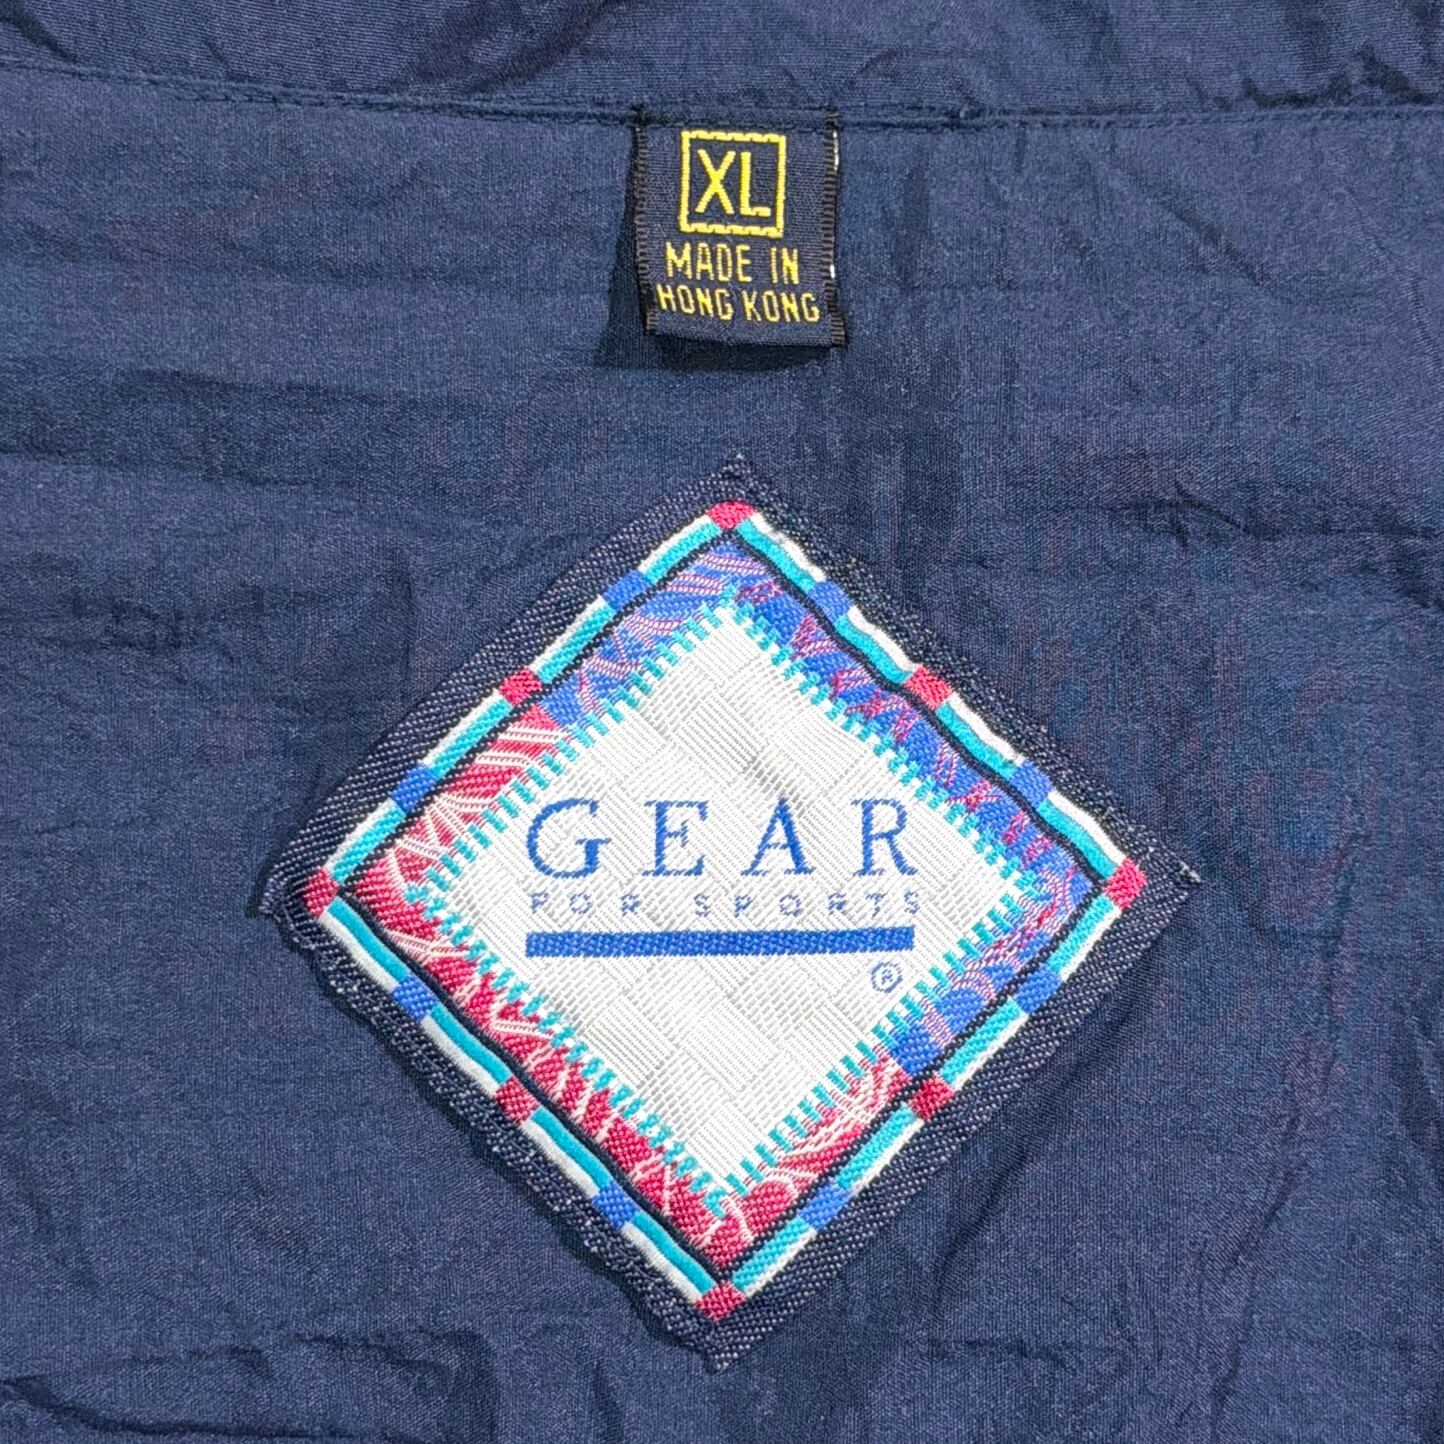 XL
MADE IN
HONG KONG
GEAR
FOR SPORTS
®